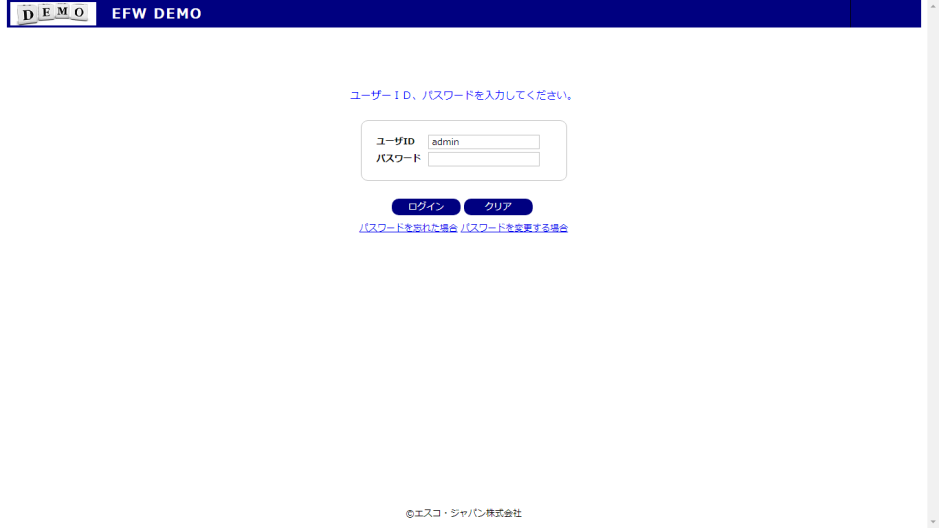 DEMO EFW DEMO
ユーザーＩＤ、パスワードを入力してください。
ユーザID admin
パスワード
ログイン クリア
パスワードを忘れた場合 パスワードを変更する場合
©エスコ・ジャパン株式会社